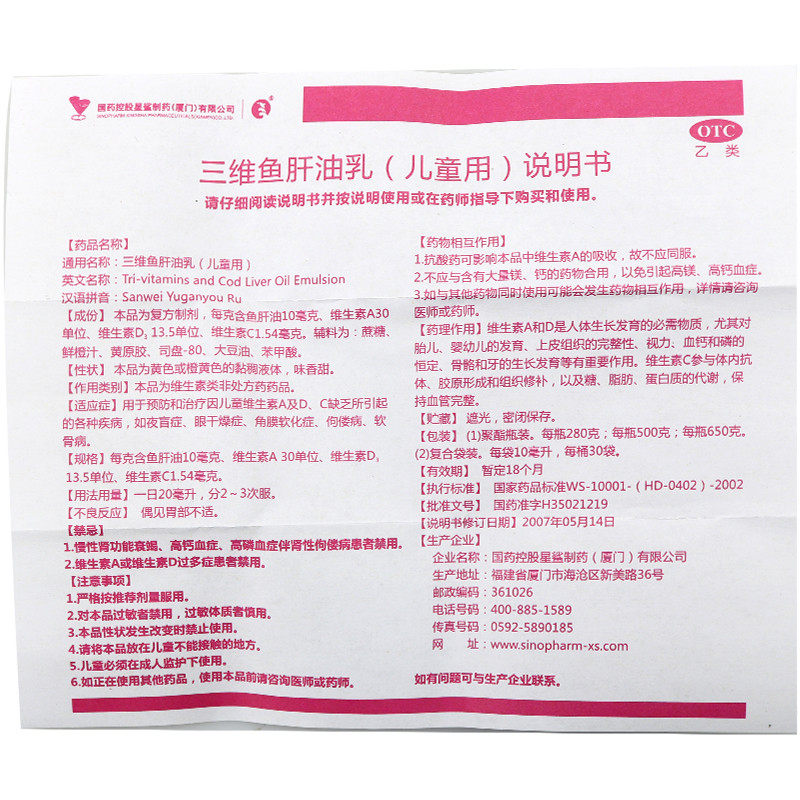 国药控股星鲨制药(厦门)有限公司
SINOPHARM XINGSHA PHARMACEUTICALS(XIAMEN)CO.,LTD.
OTC
乙类
三维鱼肝油乳(儿童用)说明书
请仔细阅读说明书并按说明使用或在药师指导下购买和使用。
【药品名称】
通用名称：三维鱼肝油乳(儿童用)
英文名称：Tri-vitamins and Cod Liver Oil Emulsion
汉语拼音：Sanwei Yuganyou Ru
【成份】 本品为复方制剂，每克含鱼肝油10毫克、维生素A30
单位、维生素D₃ 13.5单位、维生素C1.54毫克。辅料为：蔗糖、
鲜橙汁、黄原胶、司盘-80、大豆油、苯甲酸。
【性状】 本品为黄色或橙黄色的黏稠液体，味香甜。
【作用类别】本品为维生素类非处方药药品。
【适应症】用于预防和治疗因儿童维生素A及D、C缺乏所引起
的各种疾病，如夜盲症、眼干燥症、角膜软化症、佝偻病、软
骨病。
【规格】每克含鱼肝油10毫克、维生素A 30单位、维生素D₃
13.5单位、维生素C1.54毫克。
【用法用量】一日20毫升，分2～3次服。
【不良反应】 偶见胃部不适。
【禁忌】
1.慢性肾功能衰竭、高钙血症、高磷血症伴肾性佝偻病患者禁用。
2.维生素A或维生素D过多症患者禁用。
【注意事项】
1.严格按推荐剂量服用。
2.对本品过敏者禁用，过敏体质者慎用。
3.本品性状发生改变时禁止使用。
4.请将本品放在儿童不能接触的地方。
5.儿童必须在成人监护下使用。
6.如正在使用其他药品，使用本品前请咨询医师或药师。
【药物相互作用】
1.抗酸药可影响本品中维生素A的吸收，故不应同服。
2.不应与含有大量镁、钙的药物合用，以免引起高镁、高钙血症。
3.如与其他药物同时使用可能会发生药物相互作用，详情请咨询
医师或药师。
【药理作用】维生素A和D是人体生长发育的必需物质，尤其对
胎儿、婴幼儿的发育、上皮组织的完整性、视力、血钙和磷的
恒定、骨骼和牙的生长发育等有重要作用。维生素C参与体内抗
体、胶原形成和组织修补，以及糖、脂肪、蛋白质的代谢，保
持血管完整。
【贮藏】 遮光，密闭保存。
【包装】 (1)聚酯瓶装。每瓶280克；每瓶500克；每瓶650克。
(2)复合袋装。每袋10毫升，每桶30袋。
【有效期】 暂定18个月
【执行标准】 国家药品标准WS-10001-(HD-0402)-2002
【批准文号】 国药准字H35021219
【说明书修订日期】2007年05月14日
【生产企业】
企业名称：国药控股星鲨制药(厦门)有限公司
生产地址：福建省厦门市海沧区新美路36号
邮政编码：361026
电话号码：400-885-1589
传真号码：0592-5890185
网 址：www.sinopharm-xs.com
如有问题可与生产企业联系。